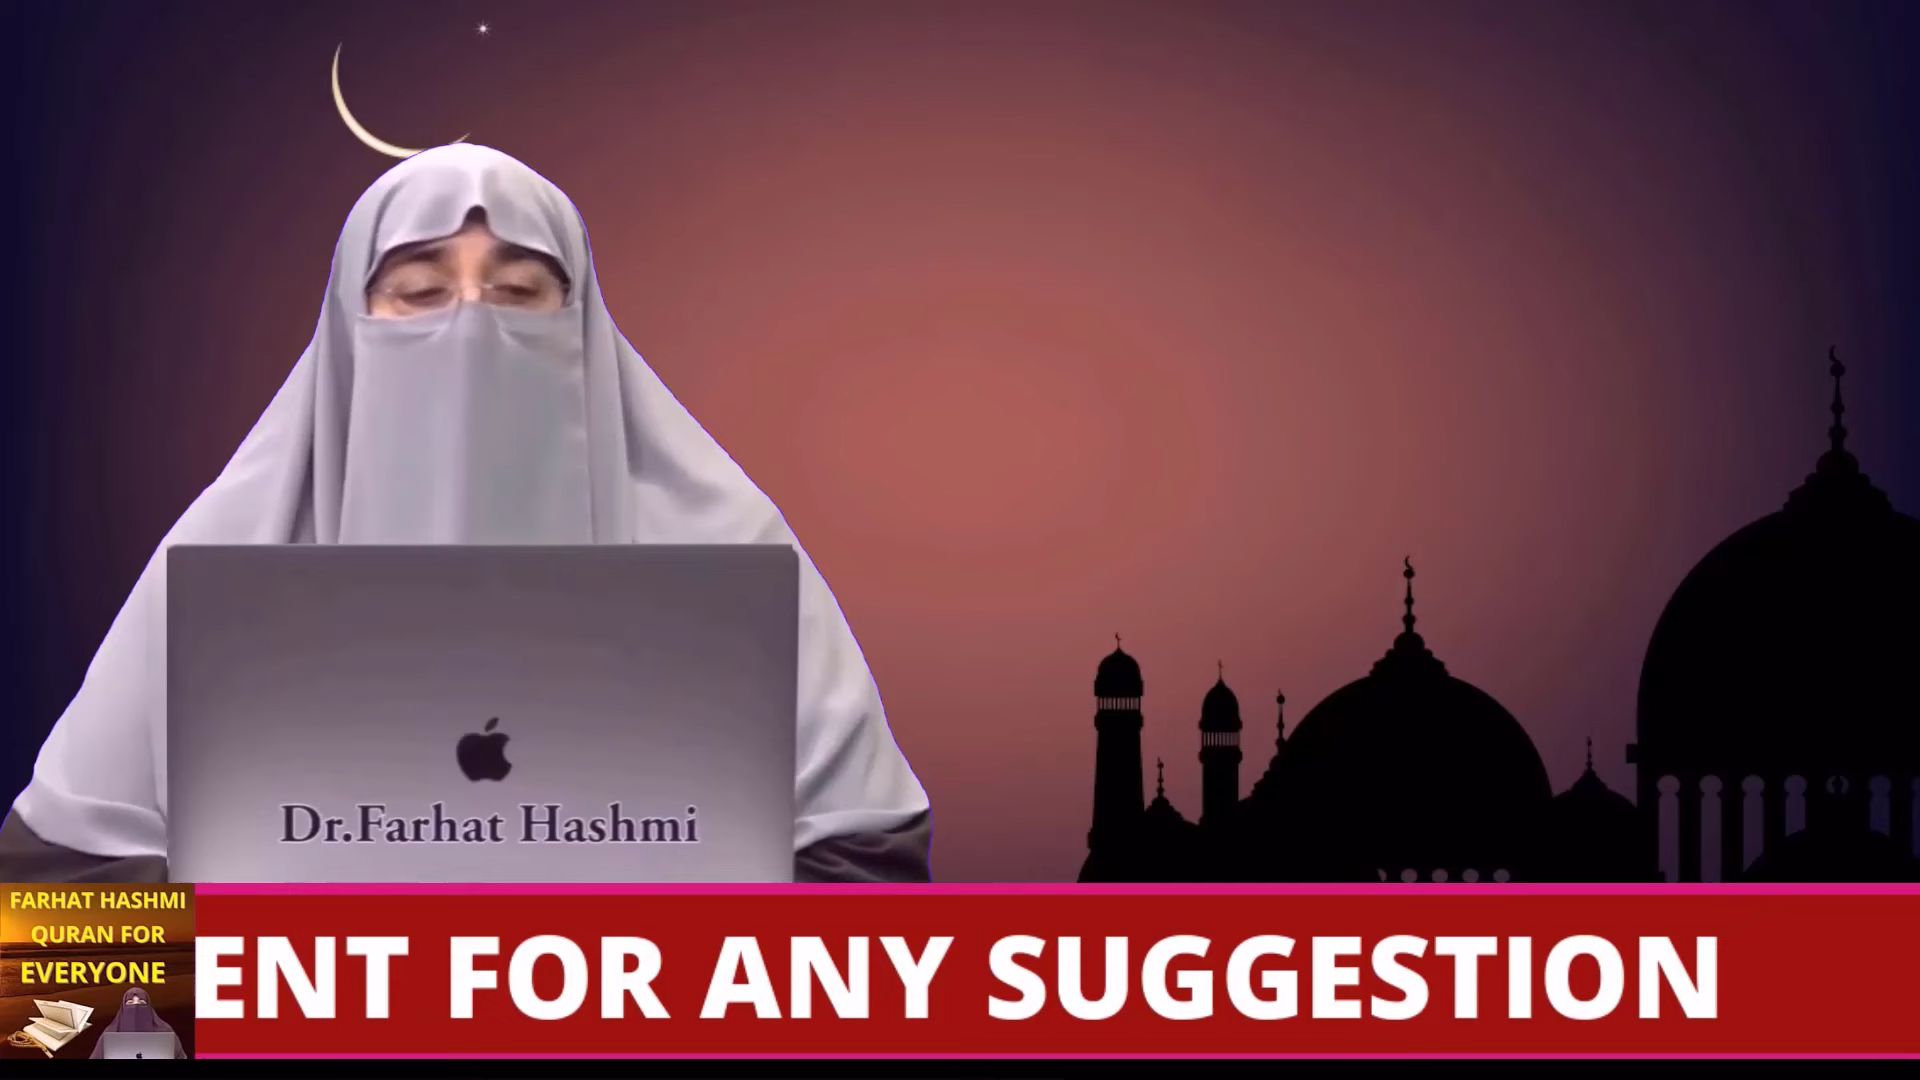 Dr.Farhat Hashmi
FARHAT HASHMI
QURAN FOR
EVERYONE
ENT FOR ANY SUGGESTION